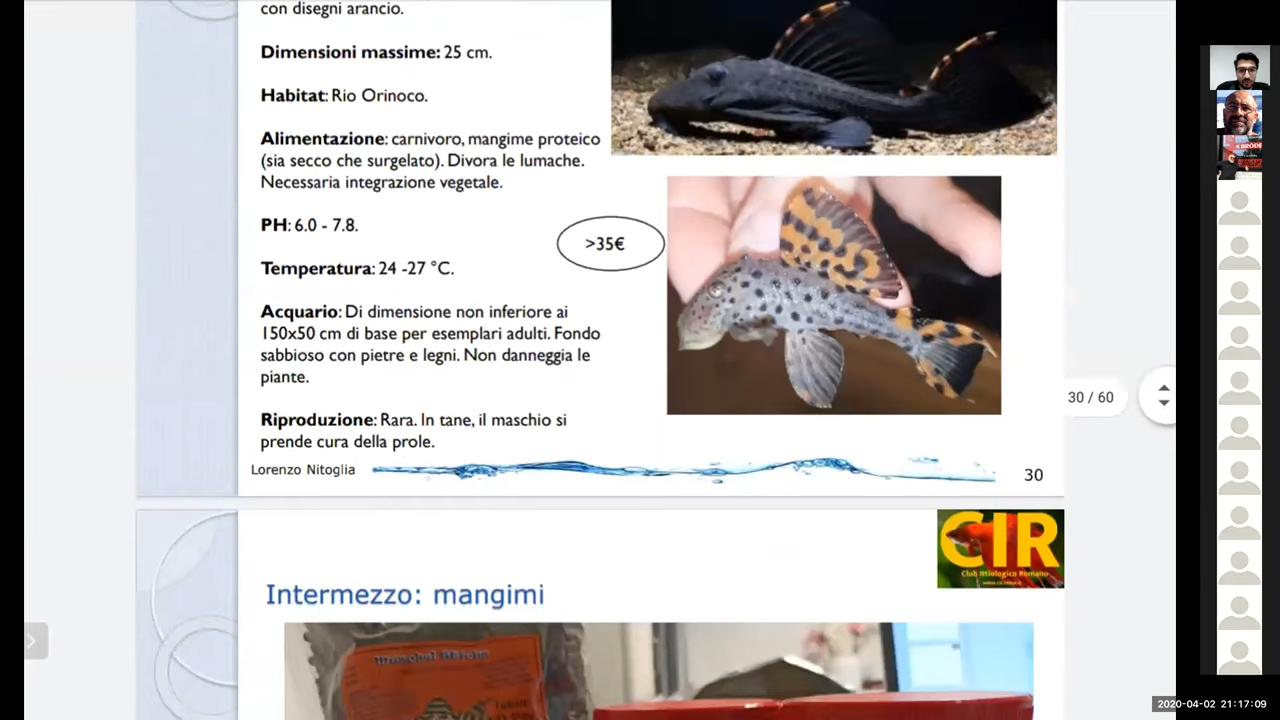 con disegni arancio.
Dimensioni massime: 25 cm.
Habitat: Rio Orinoco.
Alimentazione: carnivoro, mangime proteico
(sia secco che surgelato). Divora le lumache.
Necessaria integrazione vegetale.
PH: 6.0 - 7.8.
>35€
Temperatura: 24 -27 °C.
Acquario: Di dimensione non inferiore ai
150x50 cm di base per esemplari adulti. Fondo
sabbioso con pietre e legni. Non danneggia le
piante.
30 / 60
Riproduzione: Rara. In tane, il maschio si
prende cura della prole.
Lorenzo Nitoglia
30
CIR
Club Ittiologico Romano
Intermezzo: mangimi
2020-04-02 21:17:09